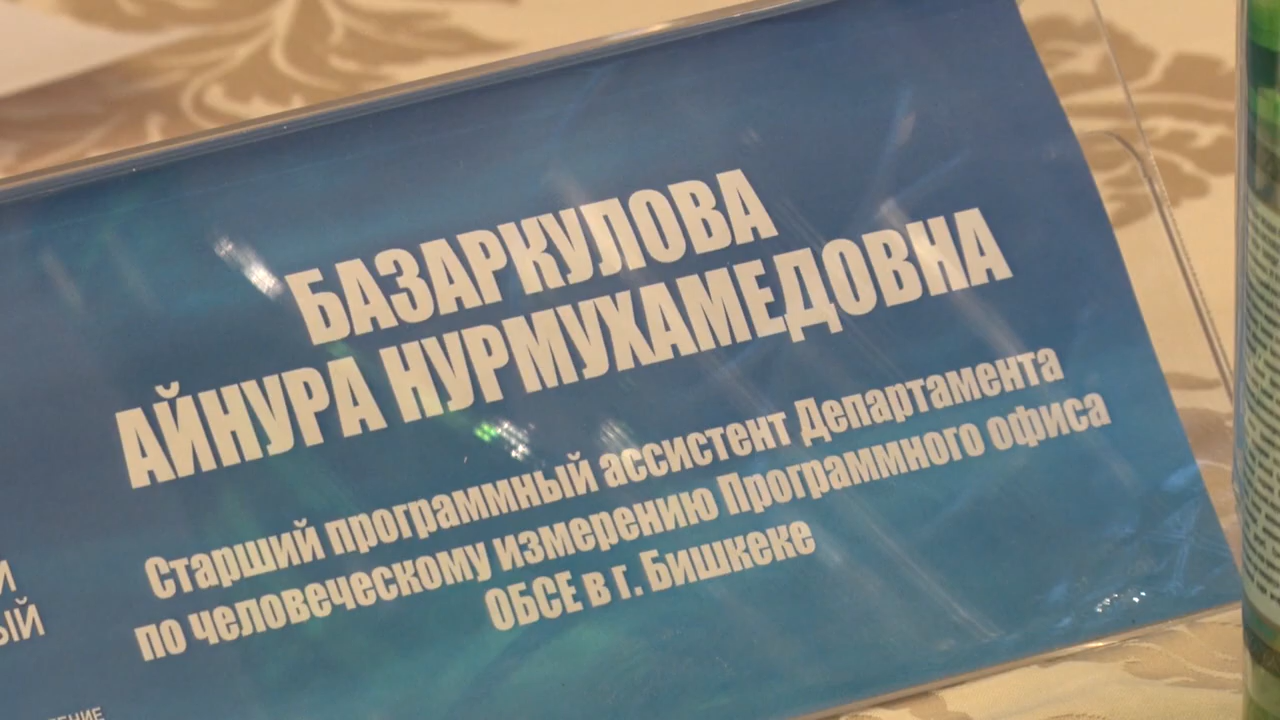 БАЗАРКУЛОВА
АЙНУРА НУРМУХАМЕДОВНА
Старший программный ассистент Департамента
по человеческому измерению Программного офиса
ОБСЕ в г. Бишкеке